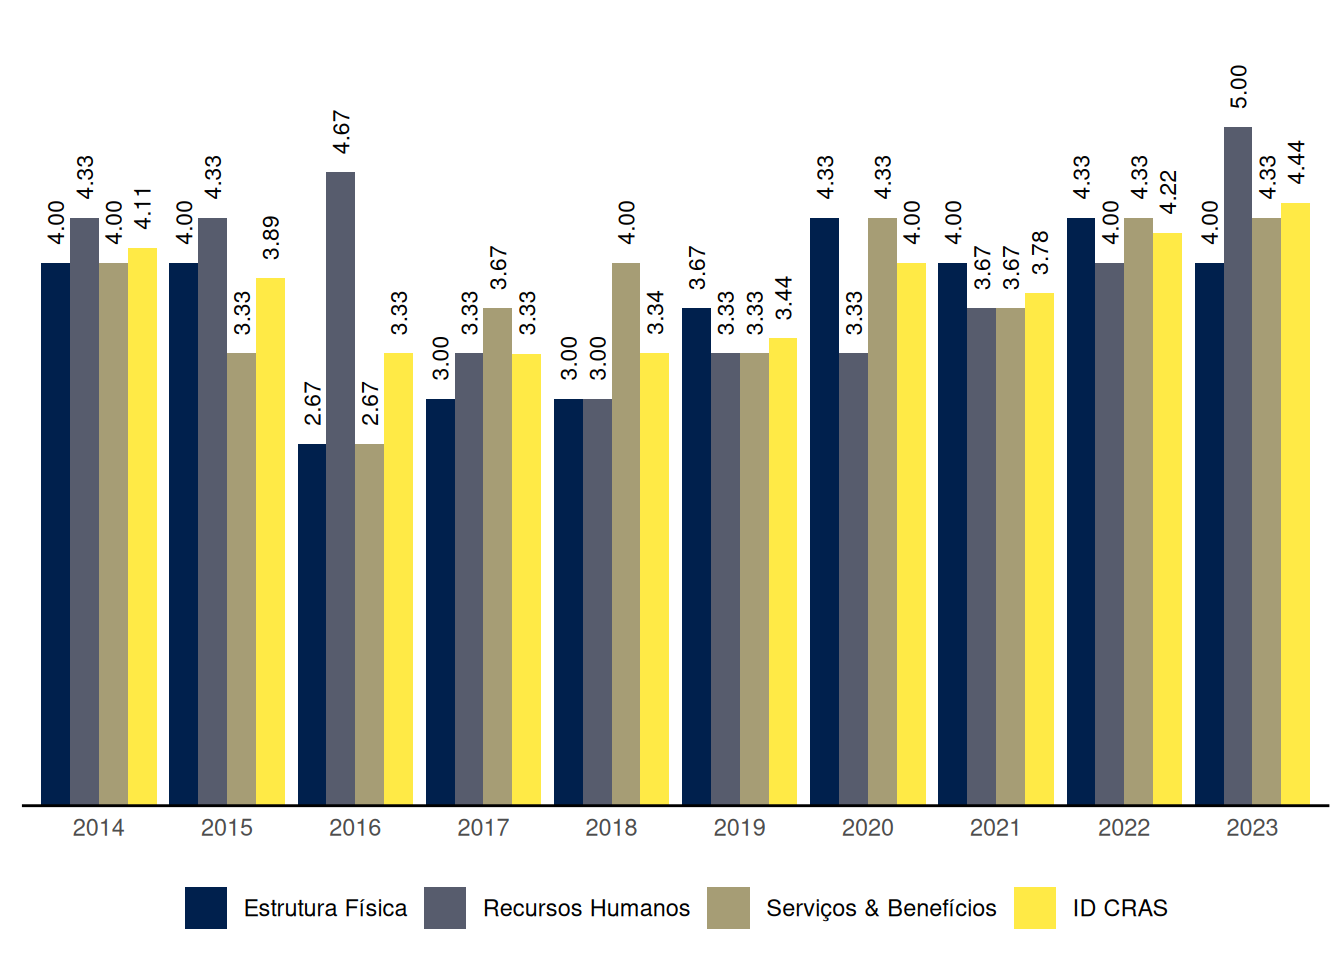 4.00 4.33 4.00 4.11 4.00 4.33 3.33 3.89 2.67 4.67 2.67 3.33 3.00 3.33 3.67 3.33 3.00 3.00 4.00 3.34 3.67 3.33 3.33 3.44 4.33 3.33 4.33 4.00 4.00 3.67 3.67 3.78 4.33 4.00 4.33 4.22 4.00 5.00 4.33 4.44
2014 2015 2016 2017 2018 2019 2020 2021 2022 2023
Estrutura Física Recursos Humanos Serviços & Benefícios ID CRAS